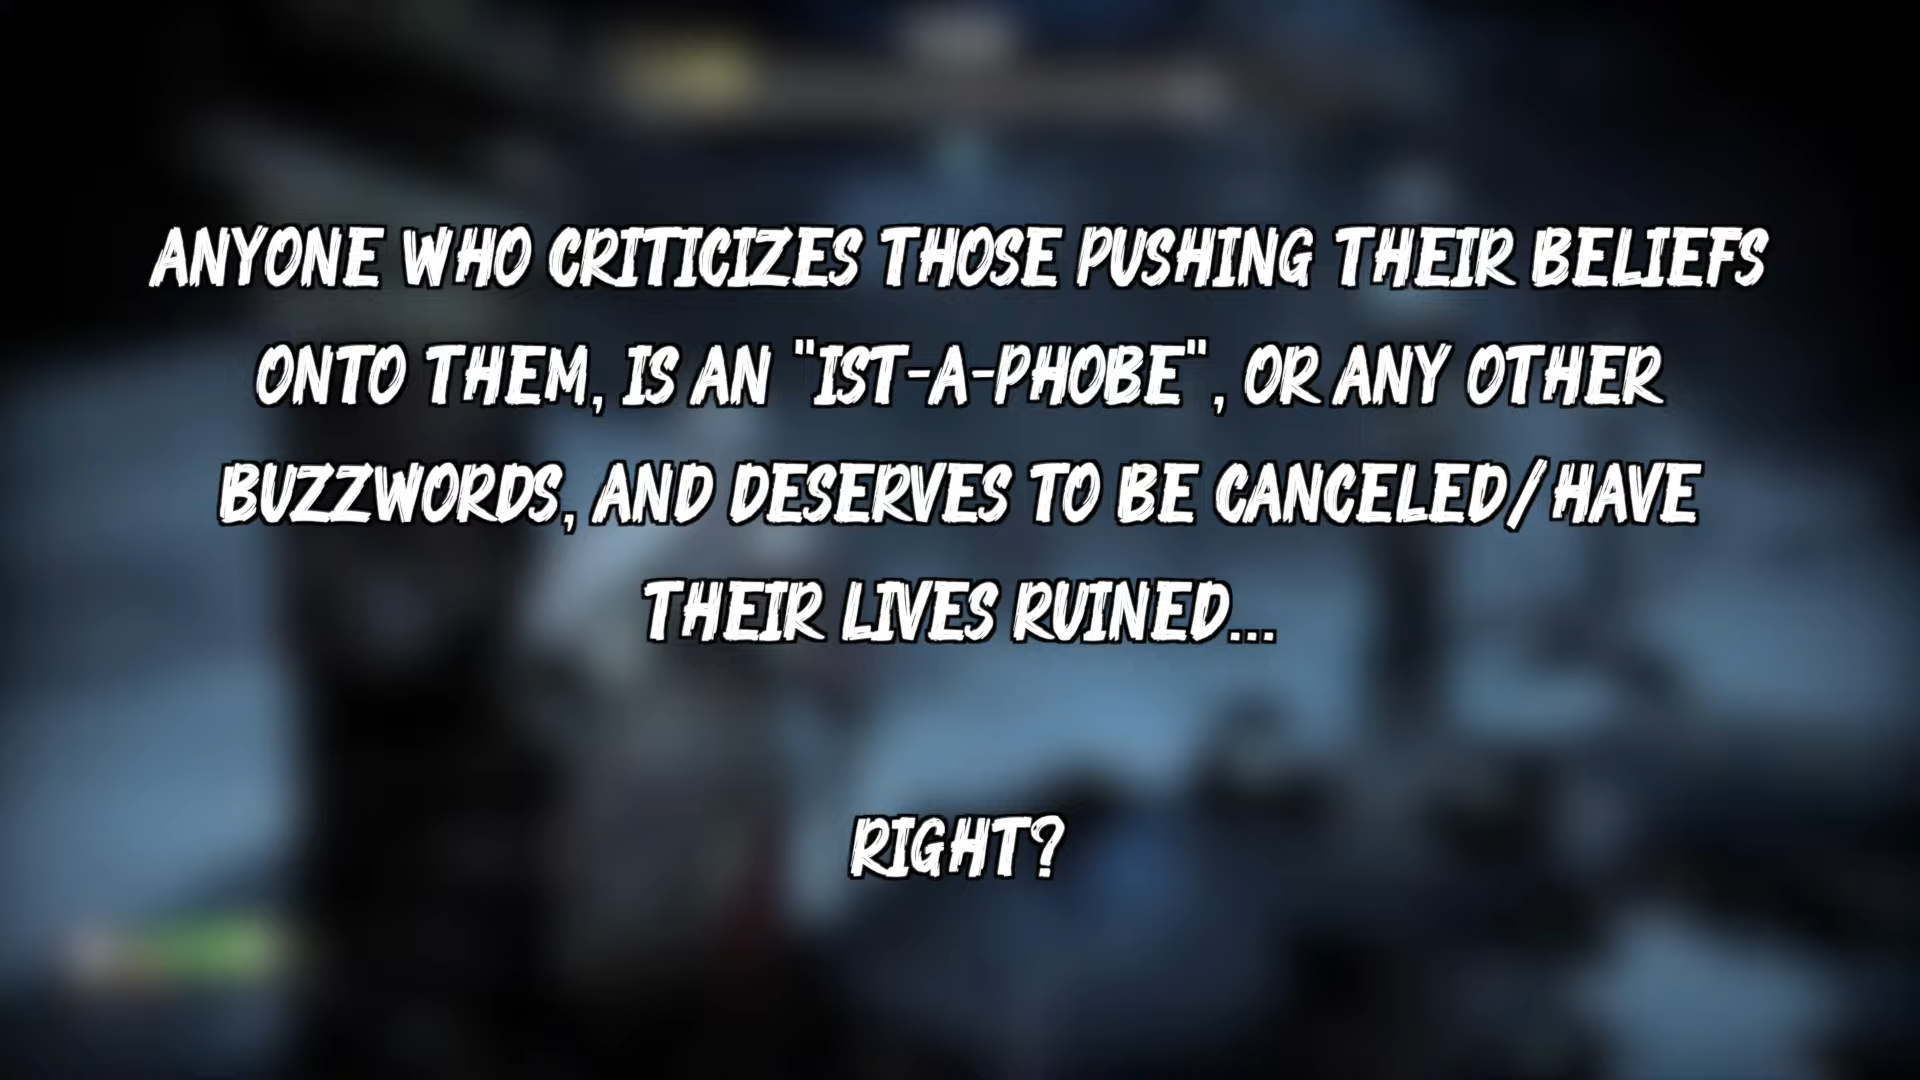 ANYONE WHO CRITICIZES THOSE PUSHING THEIR BELIEFS
ONTO THEM, IS AN "IST-A-PHOBE", OR ANY OTHER
BUZZWORDS, AND DESERVES TO BE CANCELED/HAVE
THEIR LIVES RUINED...
RIGHT?